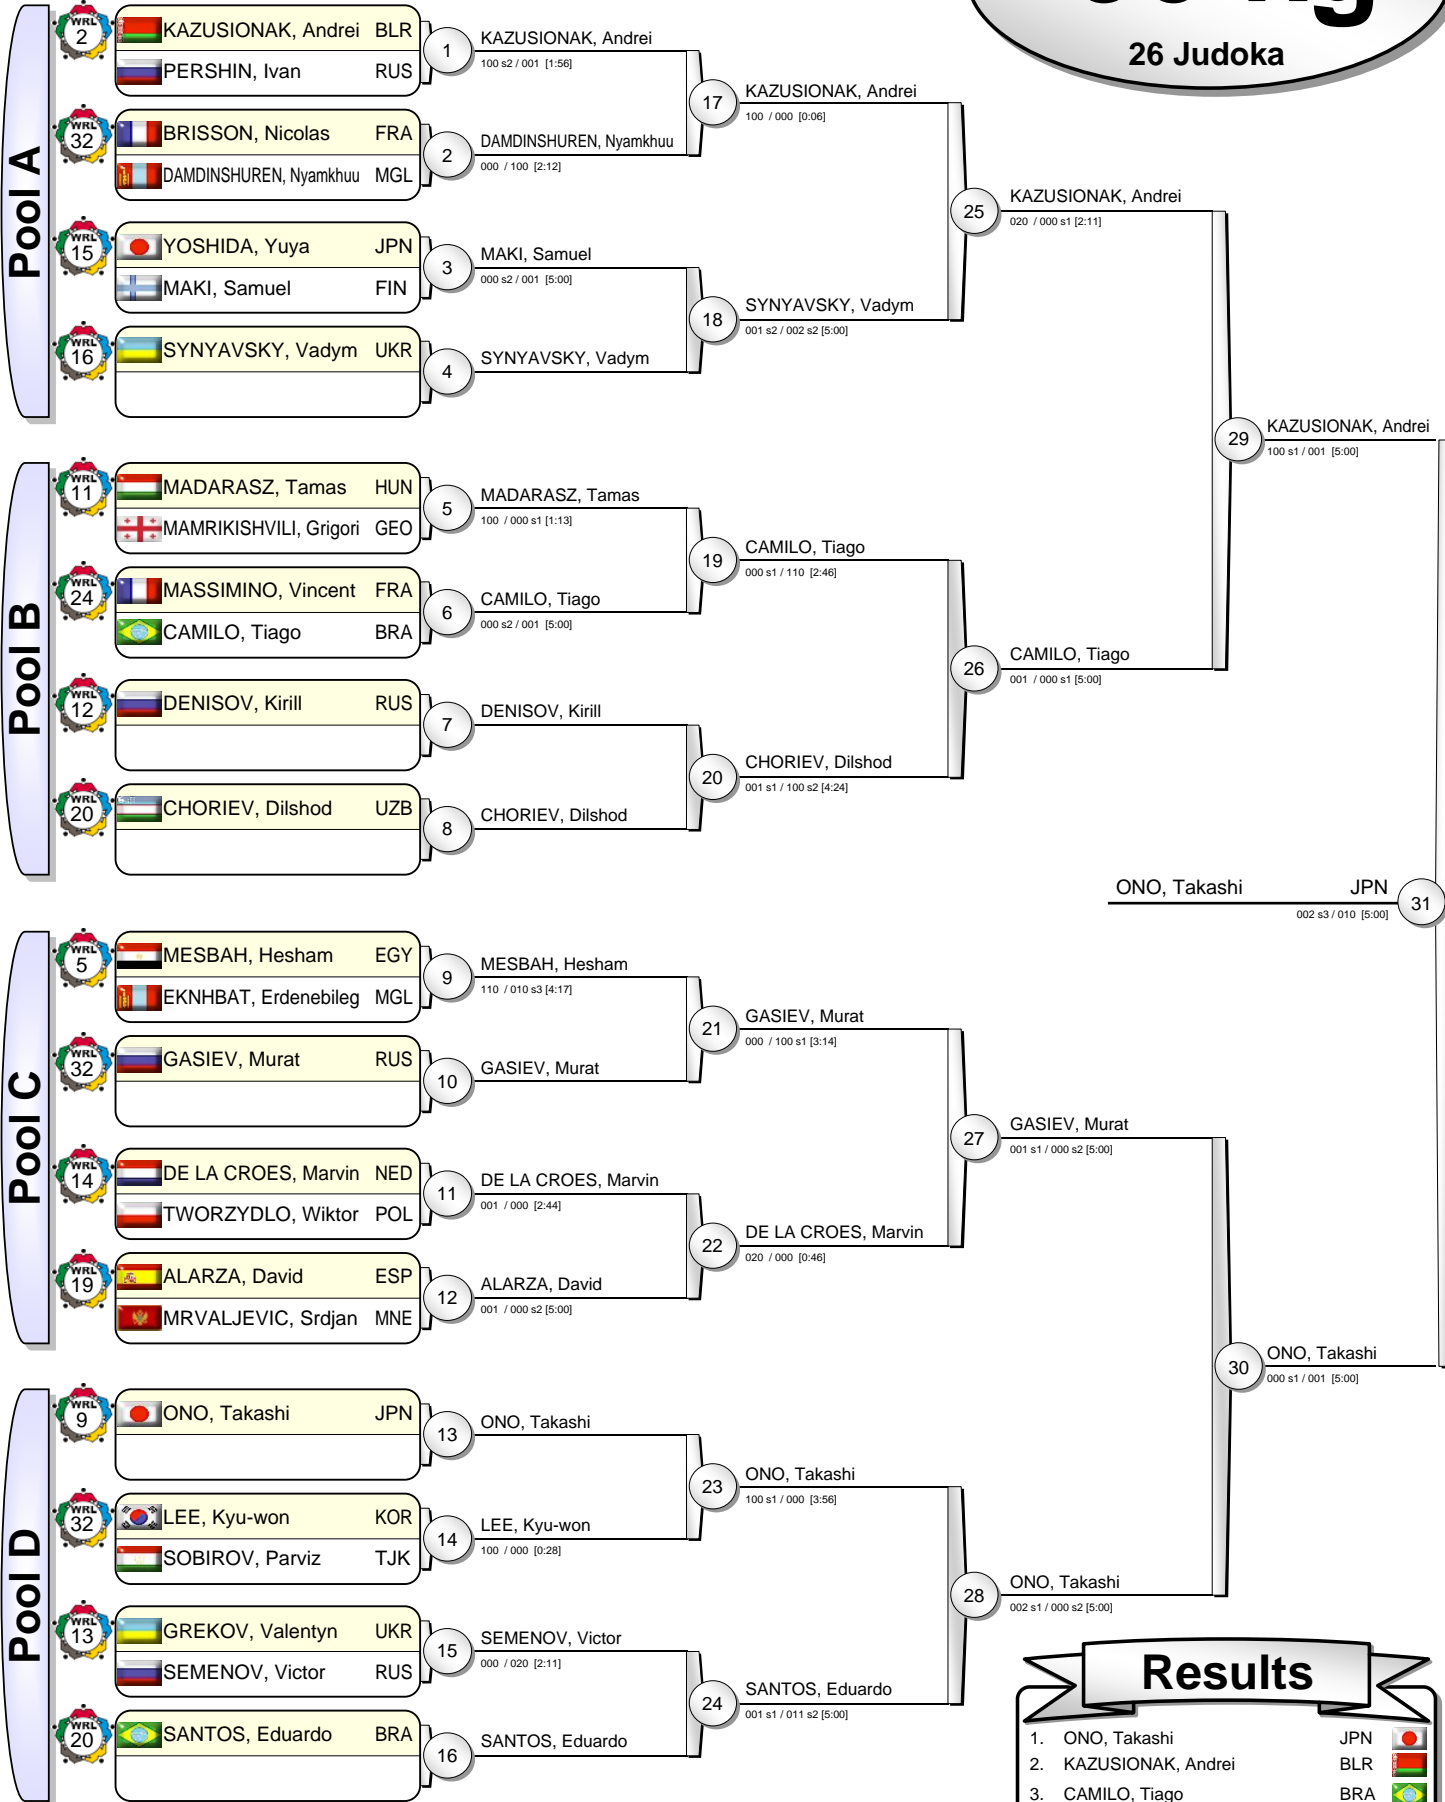 26 Judoka
Pool A
WRL 2
KAZUSIONAK, Andrei BLR
PERSHIN, Ivan RUS
WRL 32
BRISSON, Nicolas FRA
DAMDINSHUREN, Nyamkhuu MGL
WRL 15
YOSHIDA, Yuya JPN
MAKI, Samuel FIN
WRL 16
SYNYAVSKY, Vadym UKR
1
KAZUSIONAK, Andrei
100 s2 / 001 [1:56]
2
DAMDINSHUREN, Nyamkhuu
000 / 100 [2:12]
3
MAKI, Samuel
000 s2 / 001 [5:00]
4
SYNYAVSKY, Vadym
17
KAZUSIONAK, Andrei
100 / 000 [0:06]
18
SYNYAVSKY, Vadym
001 s2 / 002 s2 [5:00]
25
KAZUSIONAK, Andrei
020 / 000 s1 [2:11]
Pool B
WRL 11
MADARASZ, Tamas HUN
MAMRIKISHVILI, Grigori GEO
WRL 24
MASSIMINO, Vincent FRA
CAMILO, Tiago BRA
WRL 12
DENISOV, Kirill RUS
WRL 20
CHORIEV, Dilshod UZB
5
MADARASZ, Tamas
100 / 000 s1 [1:13]
6
CAMILO, Tiago
000 s2 / 001 [5:00]
7
DENISOV, Kirill
8
CHORIEV, Dilshod
19
CAMILO, Tiago
000 s1 / 110 [2:46]
20
CHORIEV, Dilshod
001 s1 / 100 s2 [4:24]
26
CAMILO, Tiago
001 / 000 s1 [5:00]
29
KAZUSIONAK, Andrei
100 s1 / 001 [5:00]
ONO, Takashi JPN
002 s3 / 010 [5:00]
31
Pool C
WRL 5
MESBAH, Hesham EGY
EKNHBAT, Erdenebileg MGL
WRL 32
GASIEV, Murat RUS
WRL 14
DE LA CROES, Marvin NED
TWORZYDLO, Wiktor POL
WRL 19
ALARZA, David ESP
MRVALJEVIC, Srdjan MNE
9
MESBAH, Hesham
110 / 010 s3 [4:17]
10
GASIEV, Murat
11
DE LA CROES, Marvin
001 / 000 [2:44]
12
ALARZA, David
001 / 000 s2 [5:00]
21
GASIEV, Murat
000 / 100 s1 [3:14]
22
DE LA CROES, Marvin
020 / 000 [0:46]
27
GASIEV, Murat
001 s1 / 000 s2 [5:00]
30
ONO, Takashi
000 s1 / 001 [5:00]
Pool D
WRL 9
ONO, Takashi JPN
WRL 32
LEE, Kyu-won KOR
SOBIROV, Parviz TJK
WRL 13
GREKOV, Valentyn UKR
SEMENOV, Victor RUS
WRL 20
SANTOS, Eduardo BRA
13
ONO, Takashi
14
LEE, Kyu-won
100 / 000 [0:28]
15
SEMENOV, Victor
000 / 020 [2:11]
16
SANTOS, Eduardo
23
ONO, Takashi
100 s1 / 000 [3:56]
24
SANTOS, Eduardo
001 s1 / 011 s2 [5:00]
28
ONO, Takashi
002 s1 / 000 s2 [5:00]
Results
1. ONO, Takashi JPN
2. KAZUSIONAK, Andrei BLR
3. CAMILO, Tiago BRA